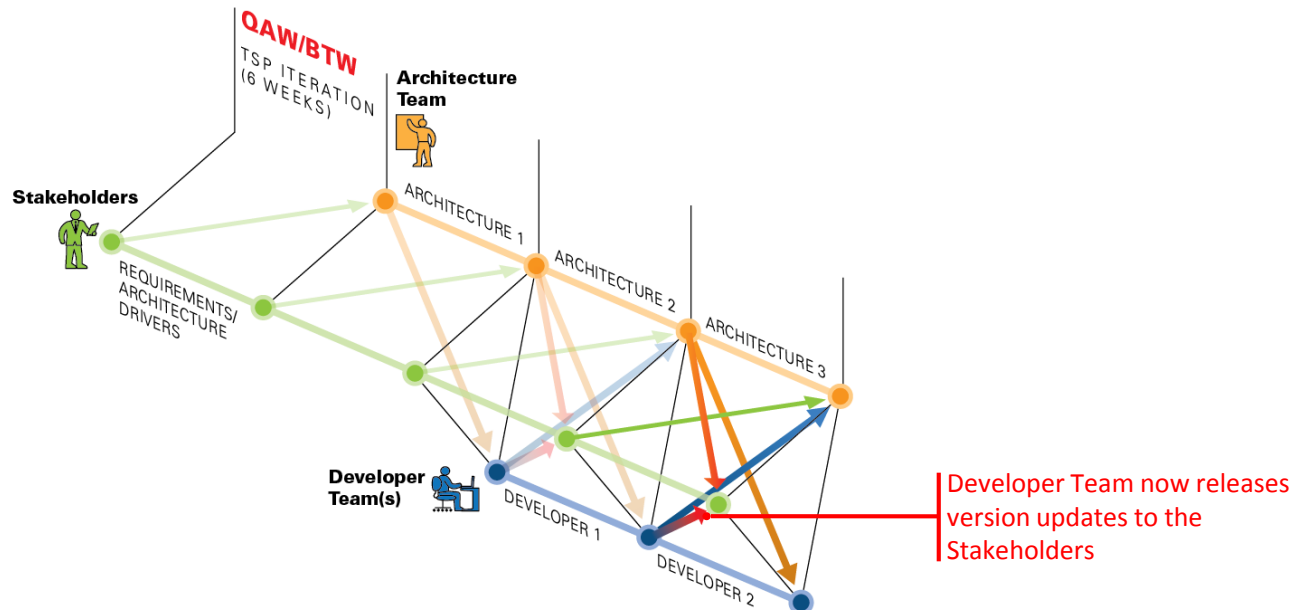 QAW/BTW
TSP ITERATION
(6 WEEKS)
Architecture
Team
Stakeholders
ARCHITECTURE 1
REQUIREMENTS/
ARCHITECTURE
DRIVERS
ARCHITECTURE 2
ARCHITECTURE 3
Developer
Team(s)
DEVELOPER 1
DEVELOPER 2
Developer Team now releases
version updates to the
Stakeholders